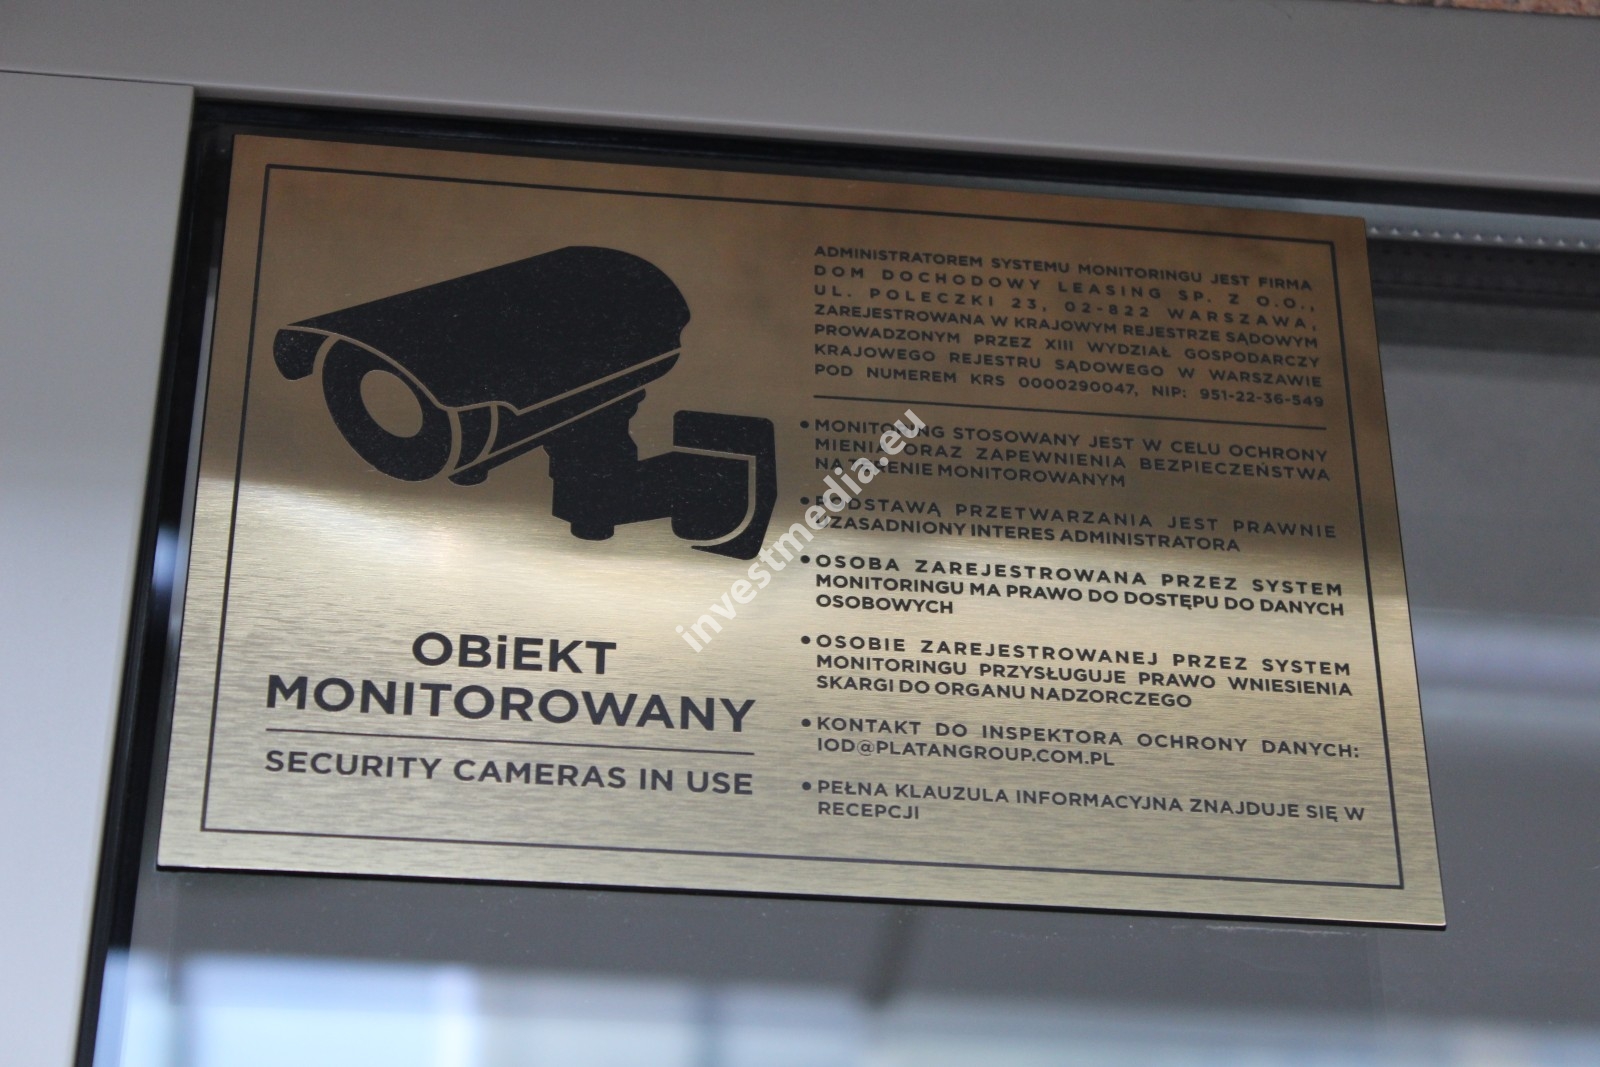 OBiEKT
MONITOROWANY
SECURITY CAMERAS IN USE
ADMINISTRATOREM SYSTEMU MONITORINGU JEST FIRMA
DOM DOCHODOWY LEASING SP. Z O.O.,
UL. POLECZKI 23, 02-822 WARSZAWA,
ZAREJESTROWANA W KRAJOWYM REJESTRZE SĄDOWYM
PROWADZONYM PRZEZ XIII WYDZIAŁ GOSPODARCZY
KRAJOWEGO REJESTRU SĄDOWEGO W WARSZAWIE
POD NUMEREM KRS 0000290047, NIP: 951-22-36-549
• MONITORING STOSOWANY JEST W CELU OCHRONY
MIENIA ORAZ ZAPEWNIENIA BEZPIECZEŃSTWA
NA TERENIE MONITOROWANYM
• PODSTAWĄ PRZETWARZANIA JEST PRAWNIE
UZASADNIONY INTERES ADMINISTRATORA
• OSOBA ZAREJESTROWANA PRZEZ SYSTEM
MONITORINGU MA PRAWO DO DOSTĘPU DO DANYCH
OSOBOWYCH
• OSOBIE ZAREJESTROWANEJ PRZEZ SYSTEM
MONITORINGU PRZYSŁUGUJE PRAWO WNIESIENIA
SKARGI DO ORGANU NADZORCZEGO
• KONTAKT DO INSPEKTORA OCHRONY DANYCH:
IOD@PLATANGROUP.COM.PL
• PEŁNA KLAUZULA INFORMACYJNA ZNAJDUJE SIĘ W
RECEPCJI
investmedia.eu